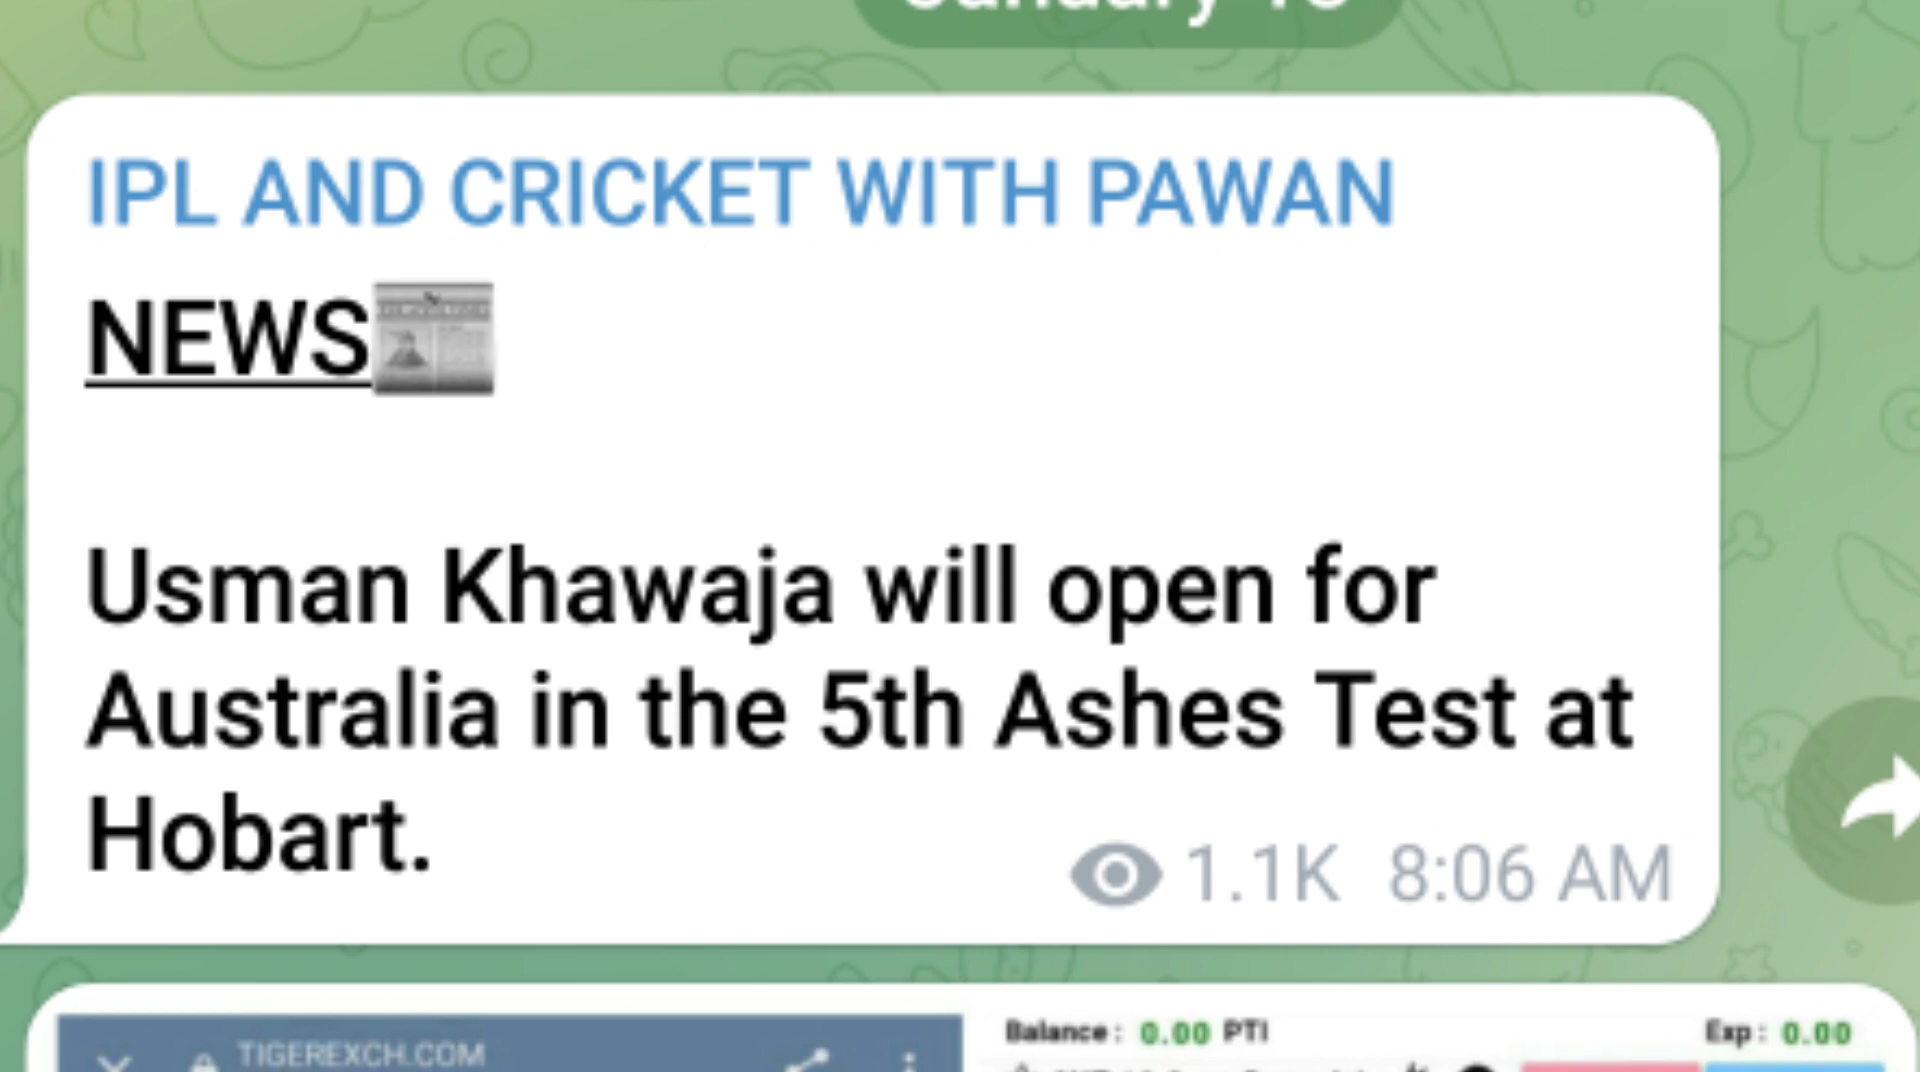 January
IPL AND CRICKET WITH PAWAN
NEWS
Usman Khawaja will open for
Australia in the 5th Ashes Test at
Hobart.
1.1K 8:06 AM
TIGEREXCH.COM
Balance : 0.00 PTI
Exp : 0.00